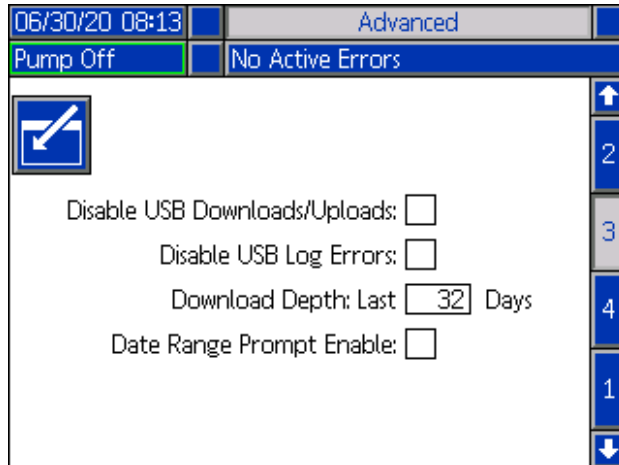 06/30/20 08:13 Advanced
Pump Off No Active Errors
2
Disable USB Downloads/Uploads:
3
Disable USB Log Errors:
Download Depth: Last 32 Days
4
Date Range Prompt Enable:
1